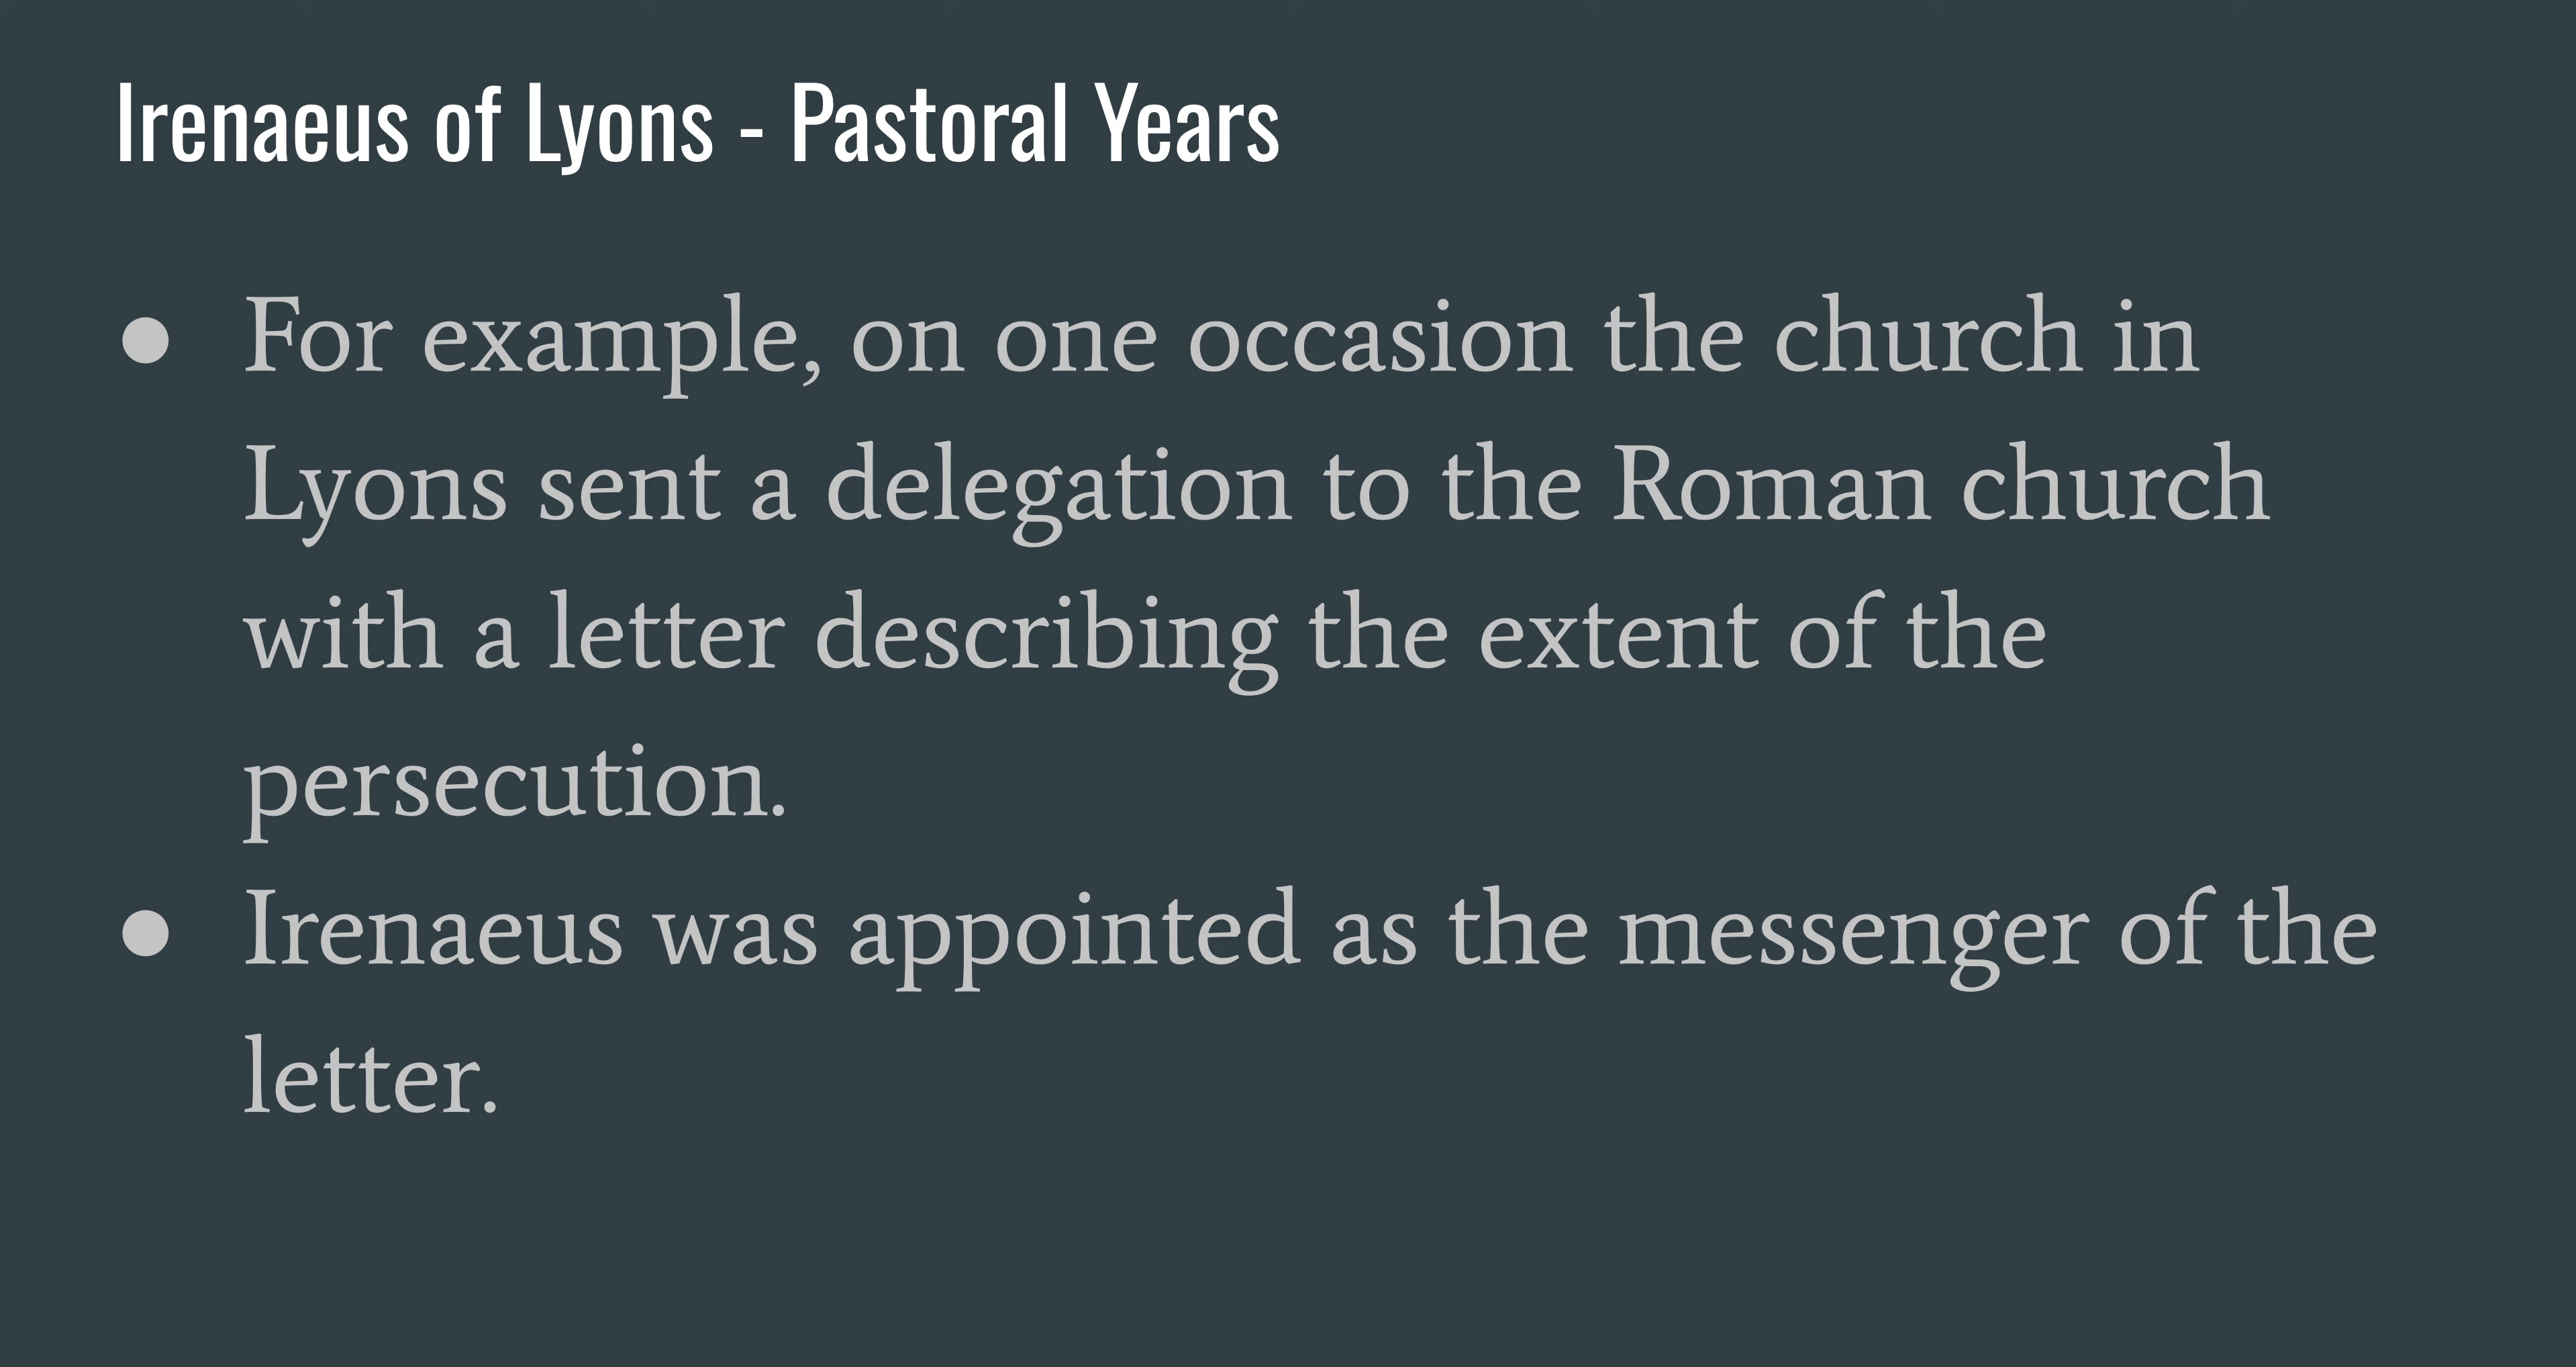 Irenaeus of Lyons - Pastoral Years
● For example, on one occasion the church in
Lyons sent a delegation to the Roman church
with a letter describing the extent of the
persecution.
● Irenaeus was appointed as the messenger of the
letter.